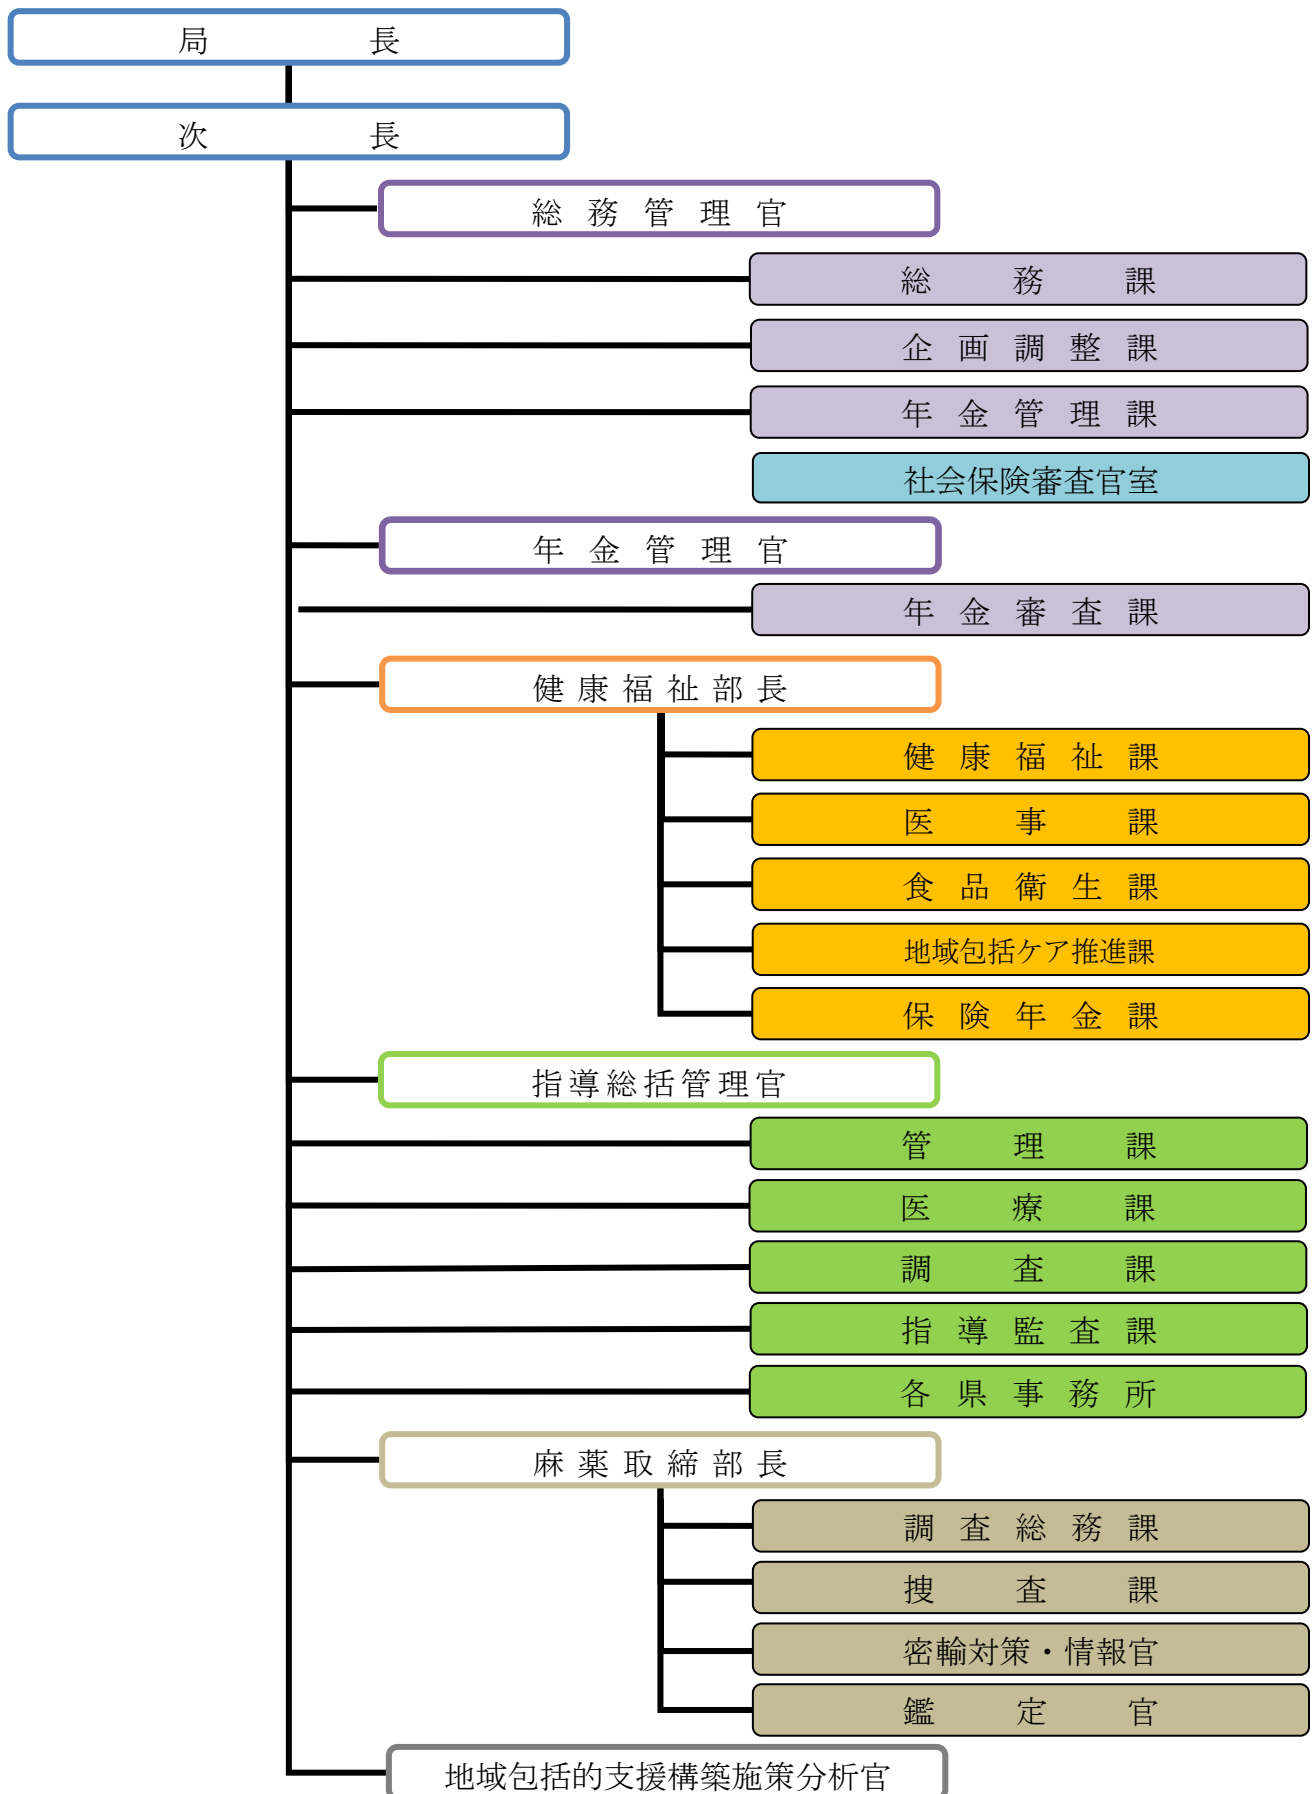 局長
次長
総務管理官
総務課
企画調整課
年金管理課
社会保険審査官室
年金管理官
年金審査課
健康福祉部長
健康福祉課
医事課
食品衛生課
地域包括ケア推進課
保険年金課
指導総括管理官
管理課
医療課
調査課
指導監査課
各県事務所
麻薬取締部長
調査総務課
捜査課
密輸対策・情報官
鑑定官
地域包括的支援構築施策分析官